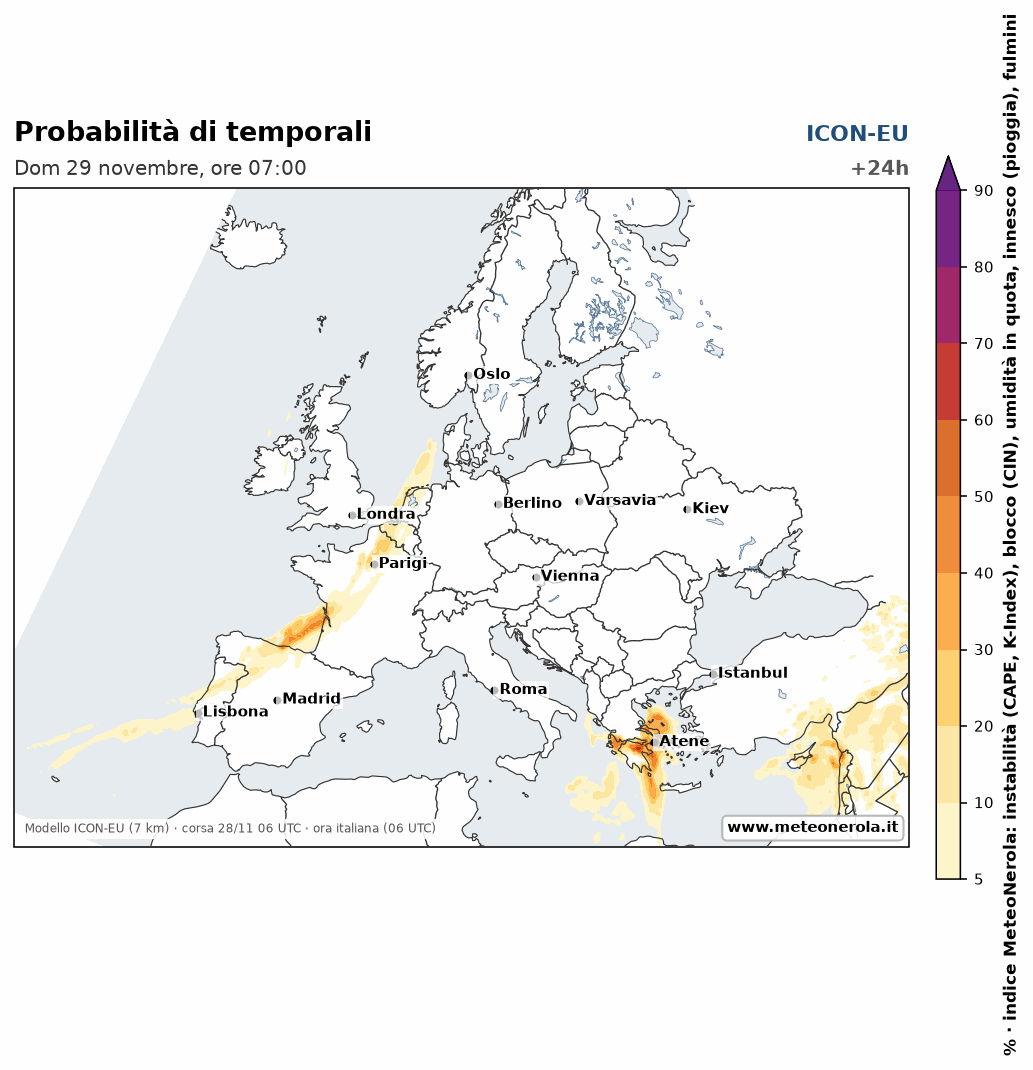 Probabilità di temporali
ICON-EU
Dom 29 novembre, ore 07:00
+24h
Oslo
Berlino
Varsavia
Kiev
Londra
Parigi
Vienna
Istanbul
Roma
Madrid
Lisbona
Atene
Modello ICON-EU (7 km) · corsa 28/11 06 UTC · ora italiana (06 UTC)
www.meteonerola.it
90
80
70
60
50
40
30
20
10
5
% · indice MeteoNerola: instabilità (CAPE, K-Index), blocco (CIN), umidità in quota, innesco (pioggia), fulmini